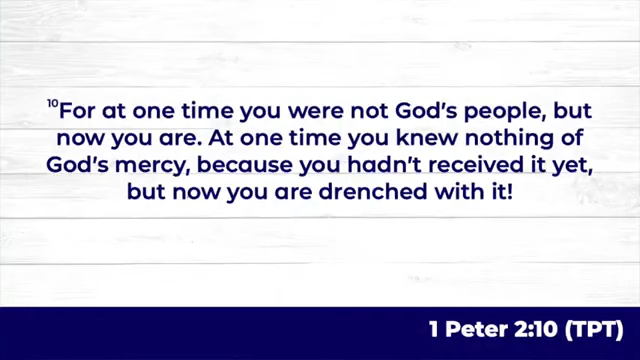 ¹⁰For at one time you were not God's people, but
now you are. At one time you knew nothing of
God's mercy, because you hadn't received it yet,
but now you are drenched with it!
1 Peter 2:10 (TPT)